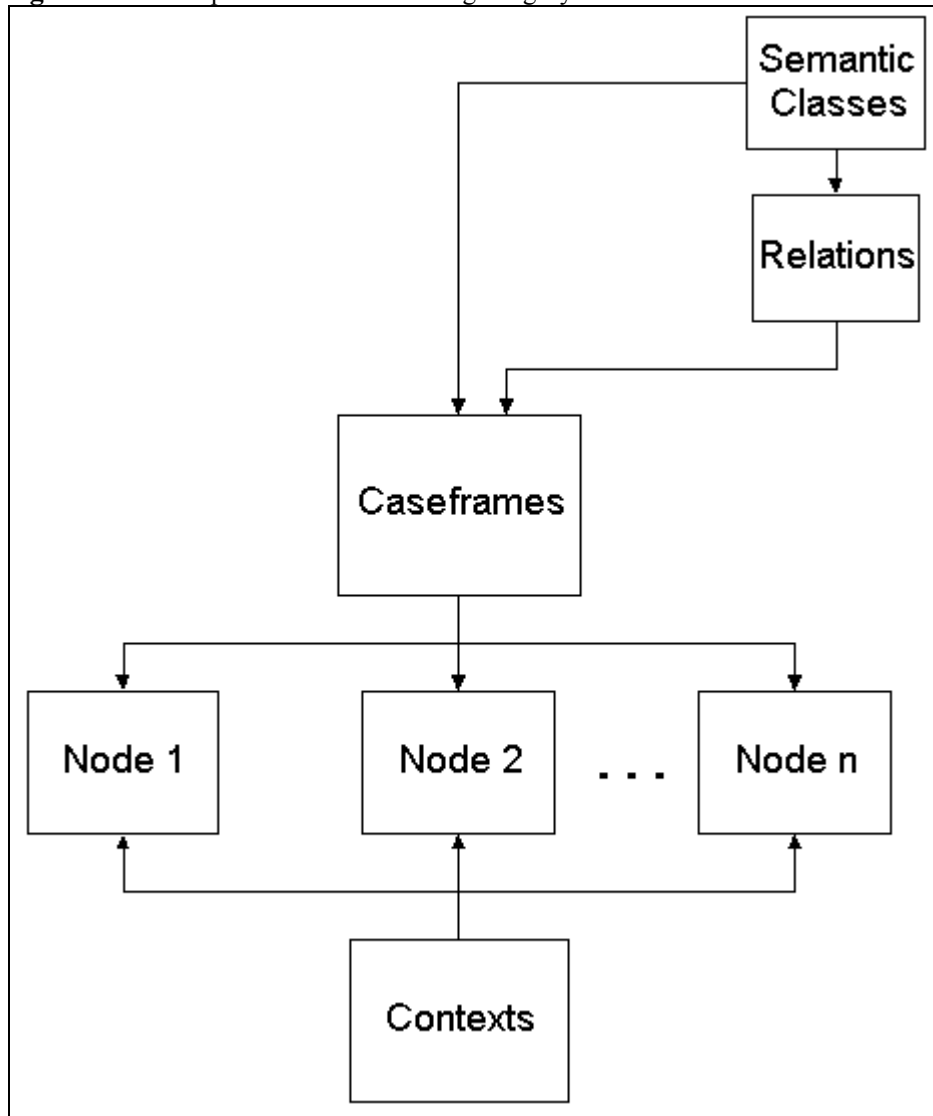 Semantic
Classes
Relations
Caseframes
Node 1
Node 2
. . .
Node n
Contexts